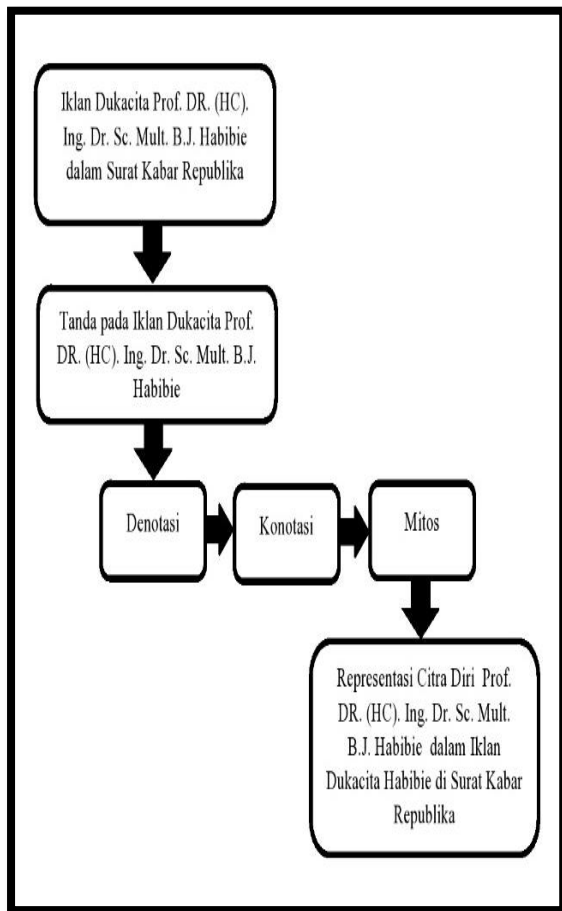 Iklan Dukacita Prof. DR. (HC).
Ing. Dr. Sc. Mult. B.J. Habibie
dalam Surat Kabar Republika
Tanda pada Iklan Dukacita Prof.
DR. (HC). Ing. Dr. Sc. Mult. B.J.
Habibie
Denotasi
Konotasi
Mitos
Representasi Citra Diri Prof.
DR. (HC). Ing. Dr. Sc. Mult.
B.J. Habibie dalam Iklan
Dukacita Habibie di Surat Kabar
Republika